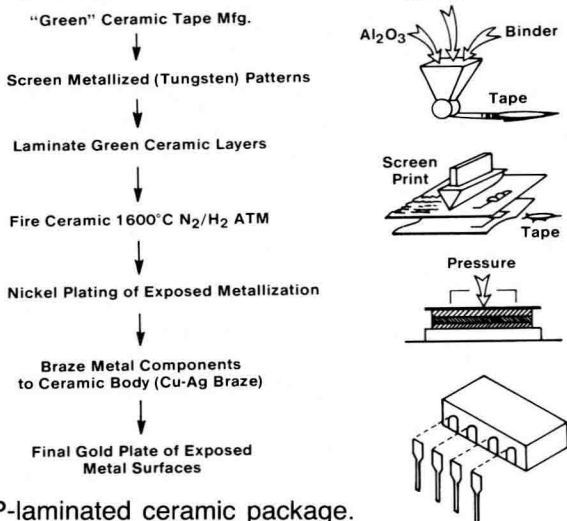 “Green” Ceramic Tape Mfg.
Screen Metallized (Tungsten) Patterns
Laminate Green Ceramic Layers
Fire Ceramic 1600°C N₂/H₂ ATM
Nickel Plating of Exposed Metallization
Braze Metal Components
to Ceramic Body (Cu-Ag Braze)
Final Gold Plate of Exposed
Metal Surfaces
Al₂O₃
Binder
Tape
Screen
Print
Tape
Pressure
P-laminated ceramic package.